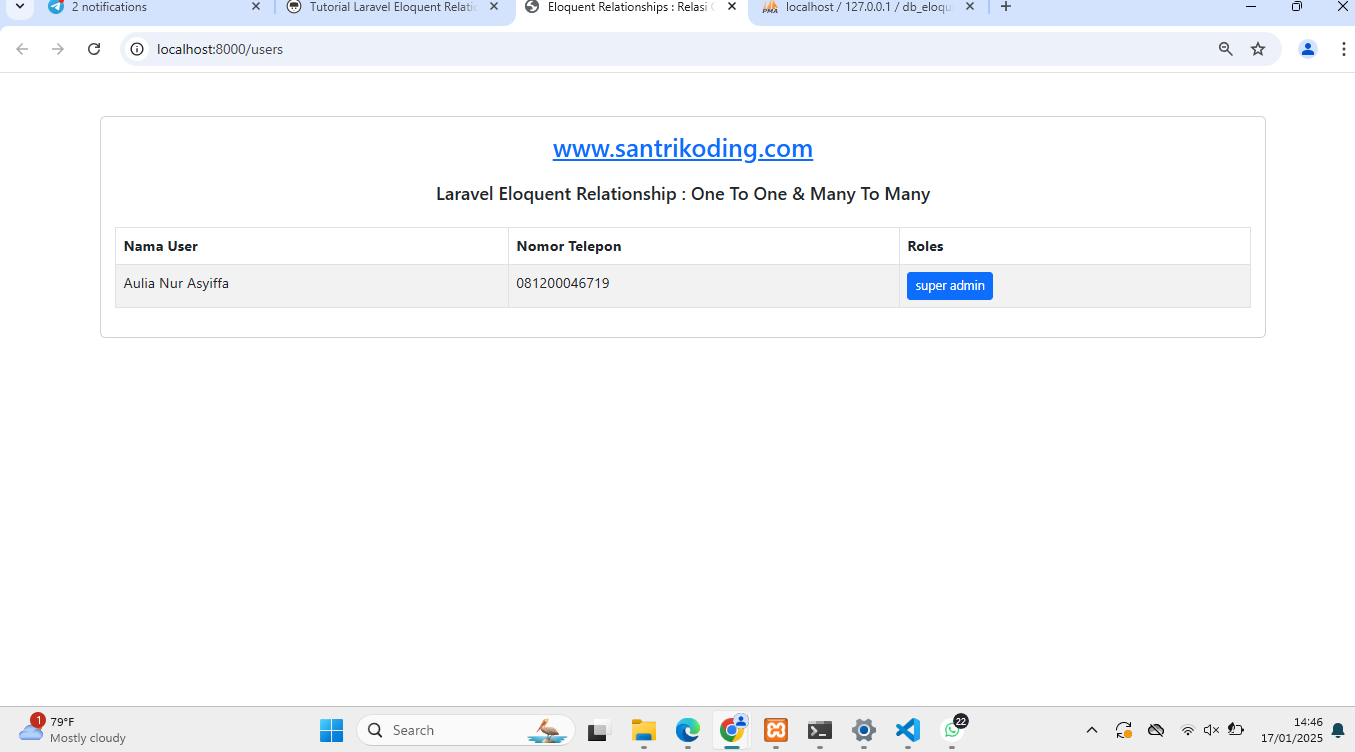 2 notifications
Tutorial Laravel Eloquent Relatio
Eloquent Relationships : Relasi
localhost / 127.0.0.1 / db_eloqu
localhost:8000/users
www.santrikoding.com
Laravel Eloquent Relationship : One To One & Many To Many
Nama User Nomor Telepon Roles
Aulia Nur Asyiffa 081200046719 super admin
1
79°F
Mostly cloudy
Search
22
14:46
17/01/2025